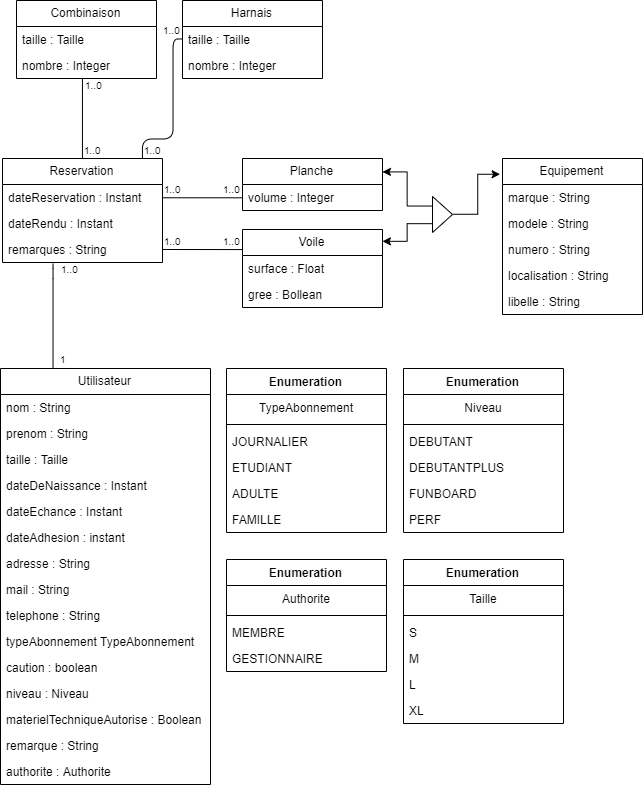 Combinaison
taille : Taille
nombre : Integer
Harnais
taille : Taille
nombre : Integer
1..0
1..0
1..0
1..0
Reservation
dateReservation : Instant
dateRendu : Instant
remarques : String
1..0
1..0
1..0
1..0
Planche
volume : Integer
Voile
surface : Float
gree : Bollean
Equipement
marque : String
modele : String
numero : String
localisation : String
libelle : String
1..0
1
Utilisateur
nom : String
prenom : String
taille : Taille
dateDeNaissance : Instant
dateEchance : Instant
dateAdhesion : instant
adresse : String
mail : String
telephone : String
typeAbonnement TypeAbonnement
caution : boolean
niveau : Niveau
materielTechniqueAutorise : Boolean
remarque : String
authorite : Authorite
Enumeration
TypeAbonnement
JOURNALIER
ETUDIANT
ADULTE
FAMILLE
Enumeration
Niveau
DEBUTANT
DEBUTANTPLUS
FUNBOARD
PERF
Enumeration
Authorite
MEMBRE
GESTIONNAIRE
Enumeration
Taille
S
M
L
XL